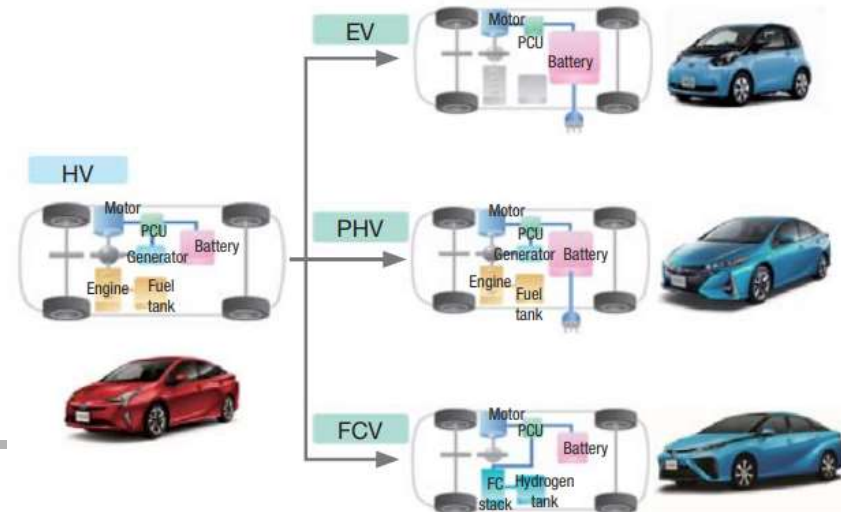 HV
Motor
PCU
Generator
Battery
Engine
Fuel
tank
EV
Motor
PCU
Battery
PHV
Motor
PCU
Generator
Battery
Engine
Fuel
tank
FCV
Motor
PCU
Battery
FC
stack
Hydrogen
tank